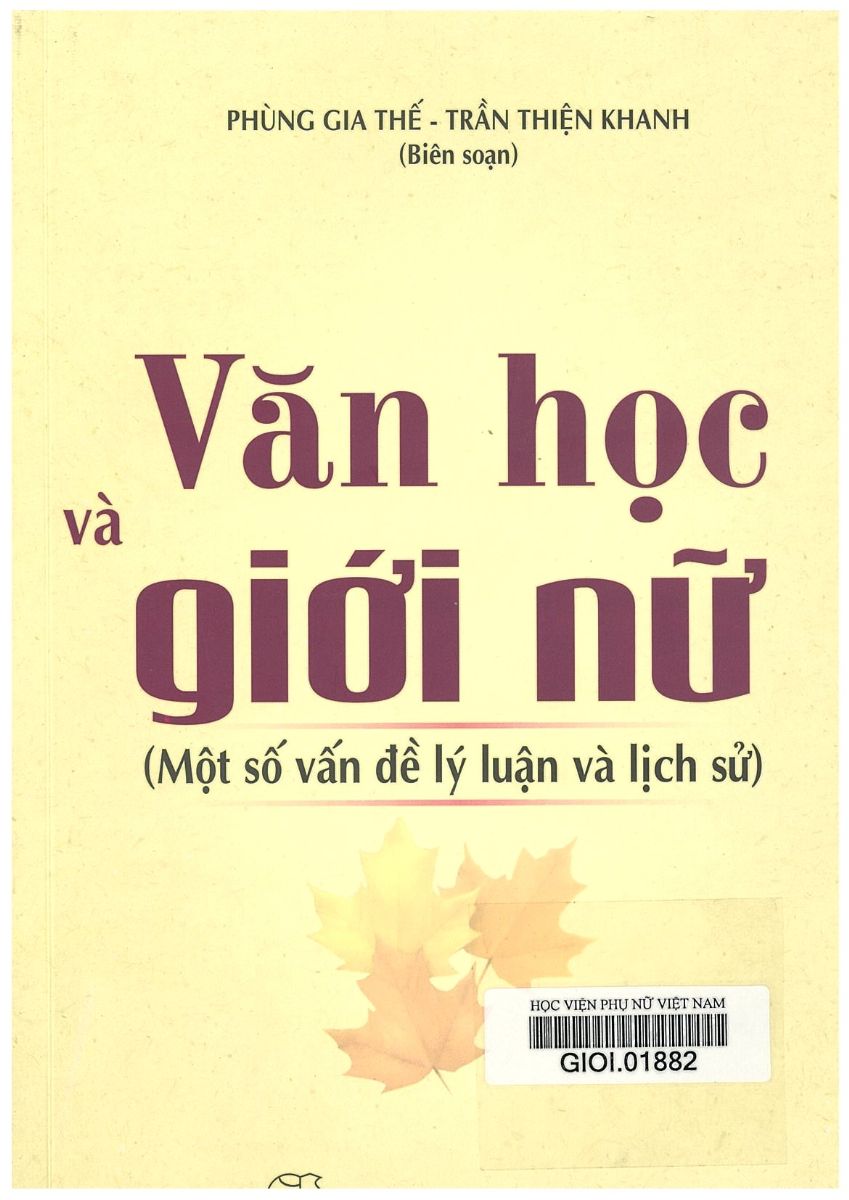 PHÙNG GIA THẾ - TRẦN THIỆN KHANH
(Biên soạn)
Văn học
và
giới nữ
(Một số vấn đề lý luận và lịch sử)
HỌC VIỆN PHỤ NỮ VIỆT NAM
GIOI.01882